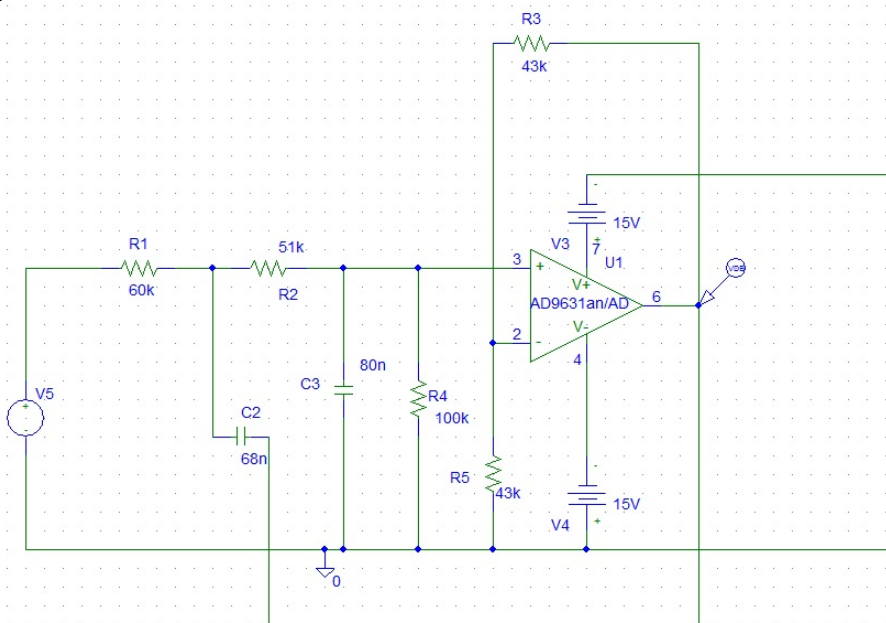 R3
43k
-
15V
V3
+
7
U1
R1
51k
3
+
V+
VDB
60k
R2
AD9631an/AD
6
2
-
V-
4
80n
V5
+
-
C3
R4
100k
C2
68n
R5
43k
-
15V
V4
+
0